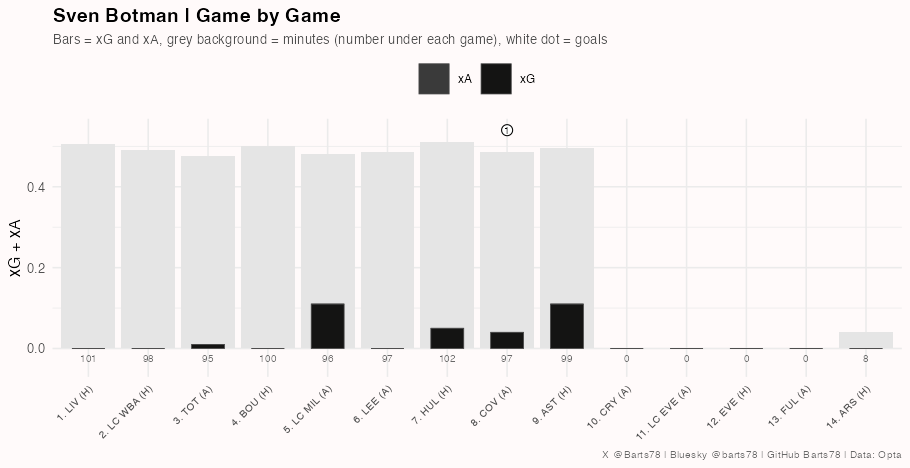 Sven Botman | Game by Game
Bars = xG and xA, grey background = minutes (number under each game), white dot = goals
xA xG
1
xG + xA
0.4
0.2
0.0
101 98 95 100 96 97 102 97 99 0 0 0 0 8
1. LIV (H)
2. LC WBA (H)
3. TOT (A)
4. BOU (H)
5. LC MIL (A)
6. LEE (A)
7. HUL (H)
8. COV (A)
9. AST (H)
10. CRY (A)
11. LC EVE (A)
12. EVE (H)
13. FUL (A)
14. ARS (H)
X @Barts78 | Bluesky @barts78 | GitHub Barts78 | Data: Opta